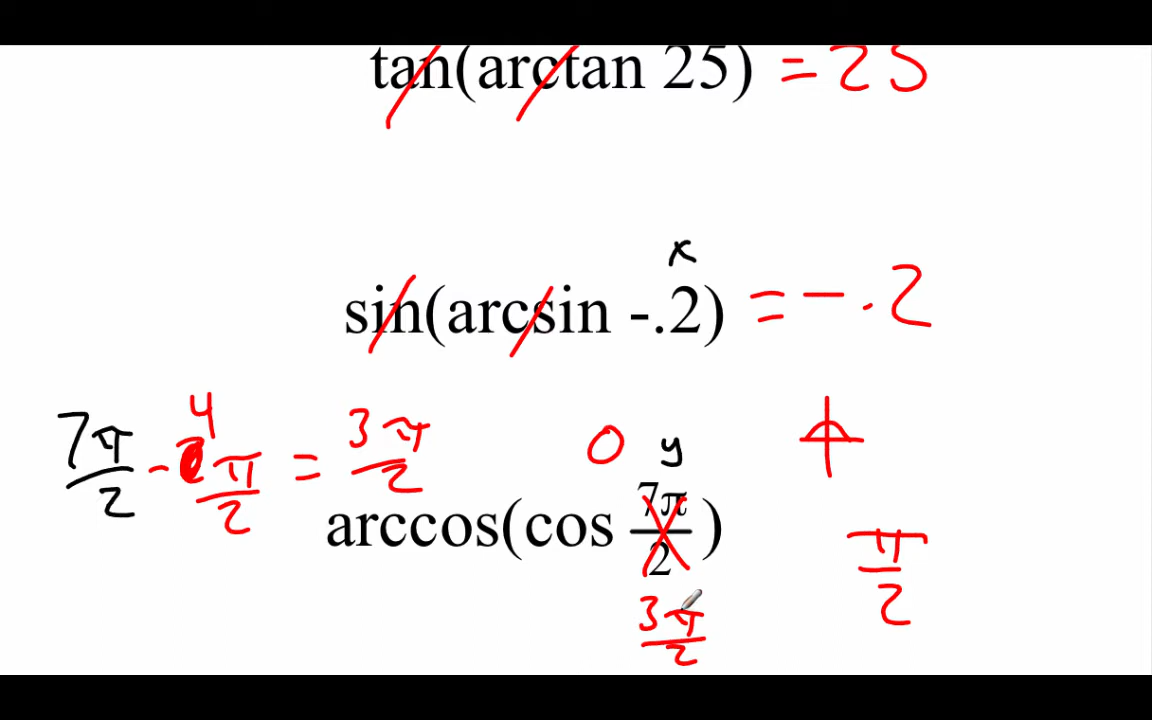 tan(arctan 25) = 25
x
sin(arcsin -.2) = -.2
7π/2 - 4π/2 = 3π/2
0 y
arccos(cos 7π/2)
π/2
3π/2